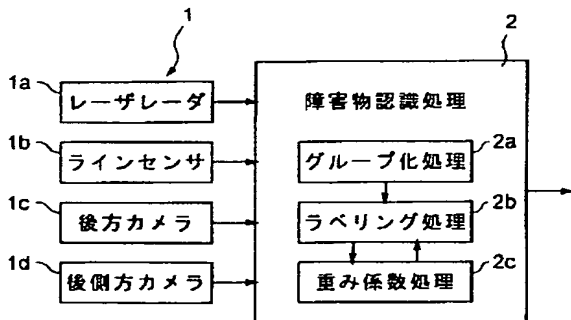 1
2
1a
レーザレーダ
1b
ラインセンサ
1c
後方カメラ
1d
後側方カメラ
障害物認識処理
グループ化処理
2a
ラベリング処理
2b
重み係数処理
2c